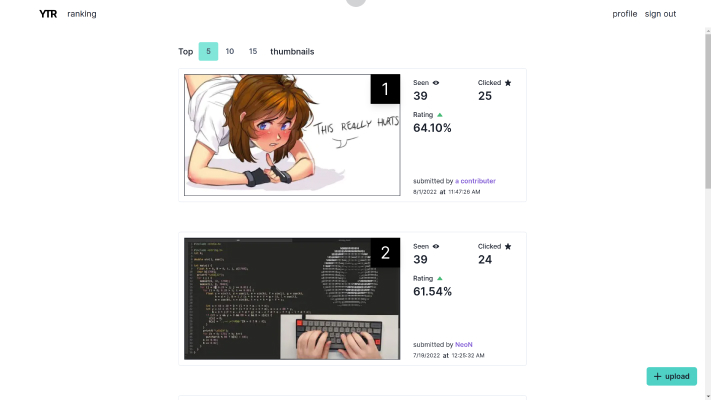 YTR ranking profile sign out
Top 5 10 15 thumbnails
1
THIS REALLY HURTS
Seen Clicked
39 25
Rating
64.10%
submitted by a contributer
8/1/2022 at 11:47:26 AM
2
Seen Clicked
39 24
Rating
61.54%
submitted by NeoN
7/19/2022 at 12:25:32 AM
+ upload